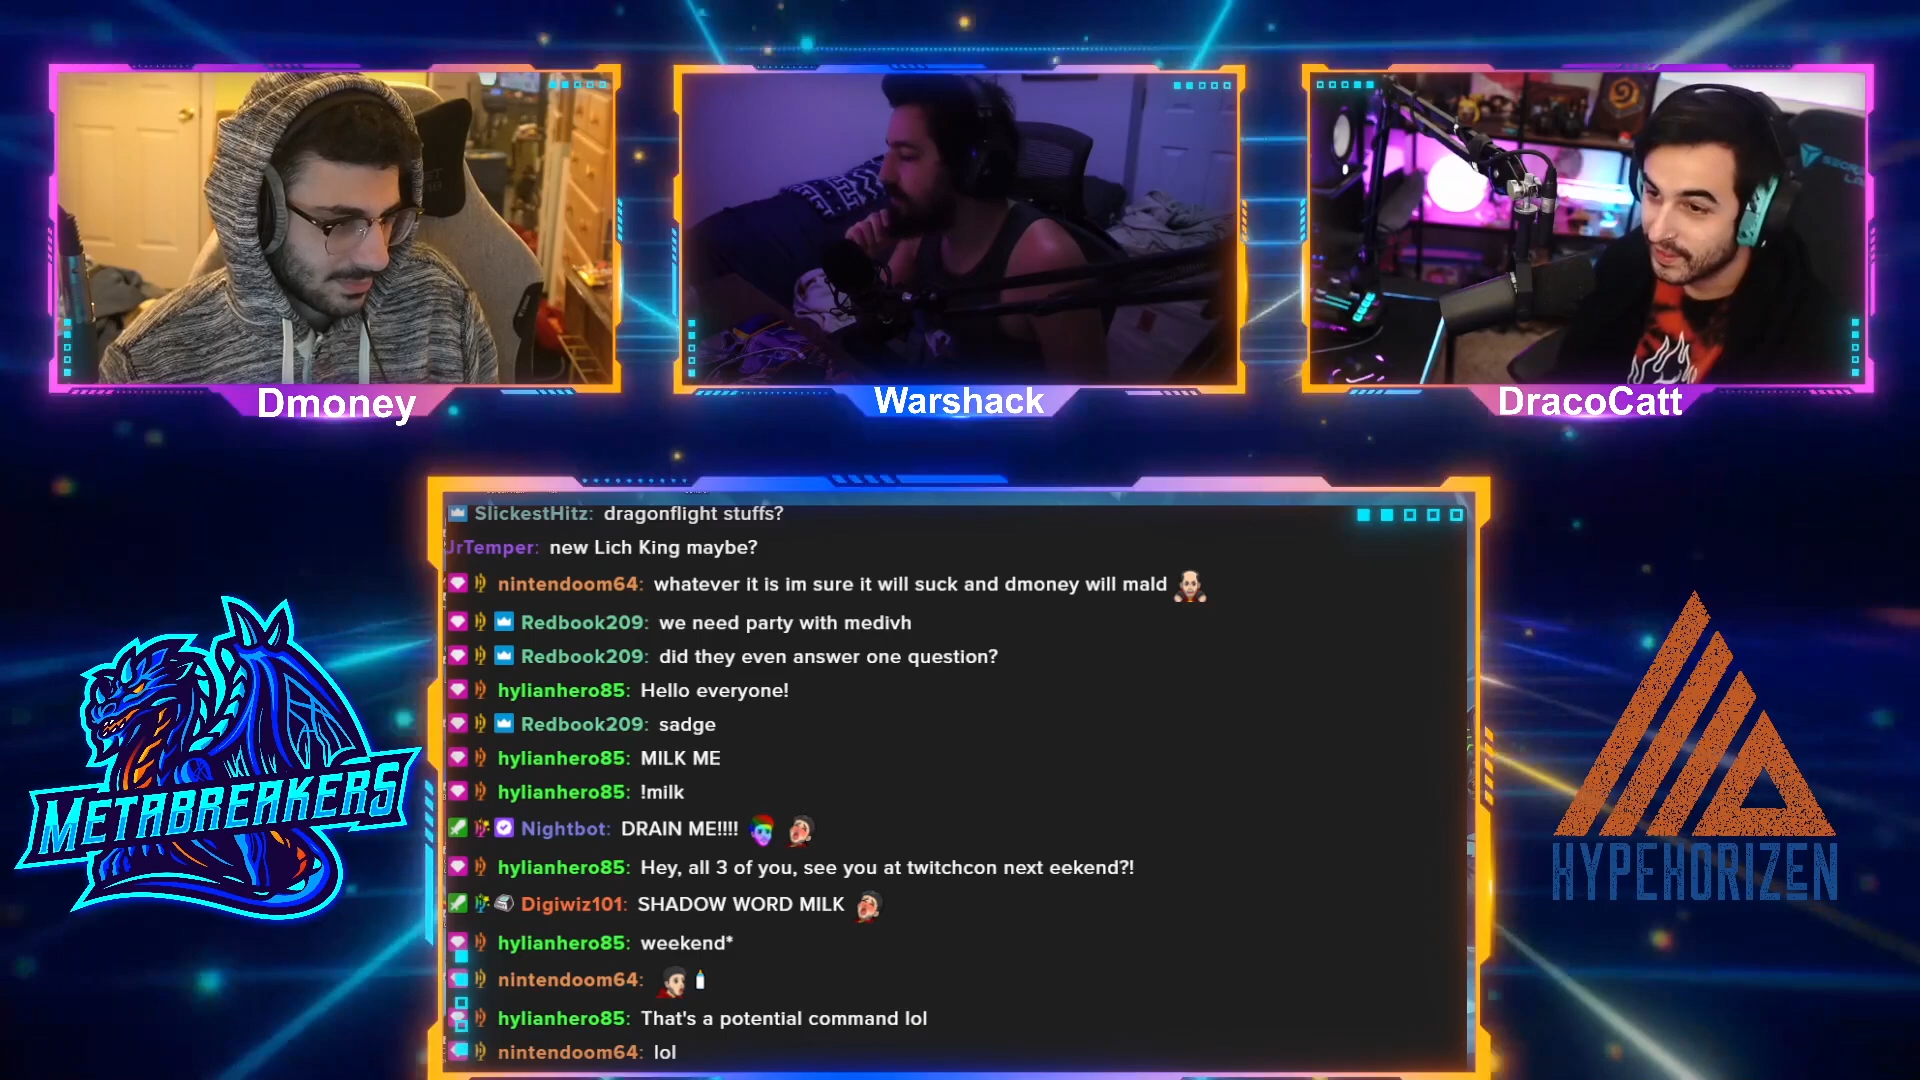 Dmoney
Warshack
DracoCatt
SlickestHitz: dragonflight stuffs?
JrTemper: new Lich King maybe?
nintendoom64: whatever it is im sure it will suck and dmoney will mald
Redbook209: we need party with medivh
Redbook209: did they even answer one question?
hylianhero85: Hello everyone!
Redbook209: sadge
hylianhero85: MILK ME
hylianhero85: !milk
Nightbot: DRAIN ME!!!!
hylianhero85: Hey, all 3 of you, see you at twitchcon next eekend?!
Digiwiz101: SHADOW WORD MILK
hylianhero85: weekend*
nintendoom64:
hylianhero85: That's a potential command lol
nintendoom64: lol
METABREAKERS
HYPEHORIZEN